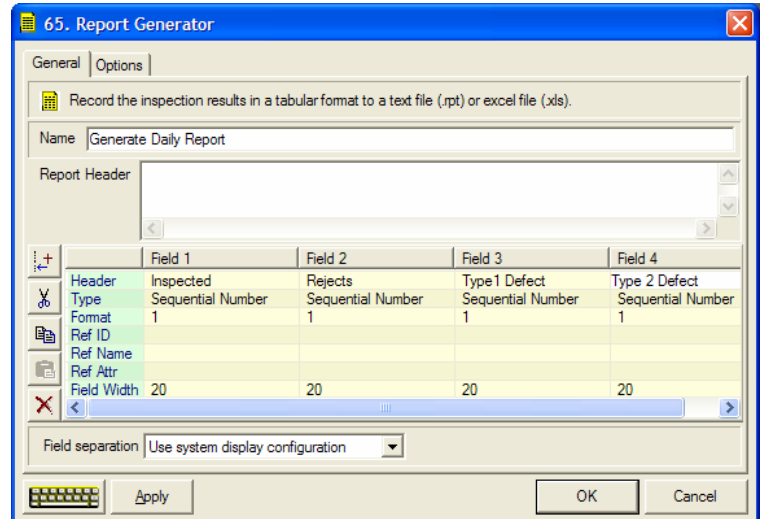 65. Report Generator
General Options
Record the inspection results in a tabular format to a text file (.rpt) or excel file (.xls).
Name Generate Daily Report
Report Header
Field 1 Field 2 Field 3 Field 4
Header Inspected Rejects Type1 Defect Type 2 Defect
Type Sequential Number Sequential Number Sequential Number Sequential Number
Format 1 1 1 1
Ref ID
Ref Name
Ref Attr
Field Width 20 20 20 20
Field separation Use system display configuration
Apply OK Cancel